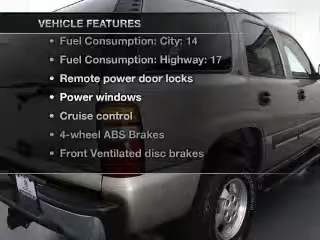 VEHICLE FEATURES
• Fuel Consumption: City: 14
• Fuel Consumption: Highway: 17
• Remote power door locks
• Power windows
• Cruise control
• 4-wheel ABS Brakes
• Front Ventilated disc brakes